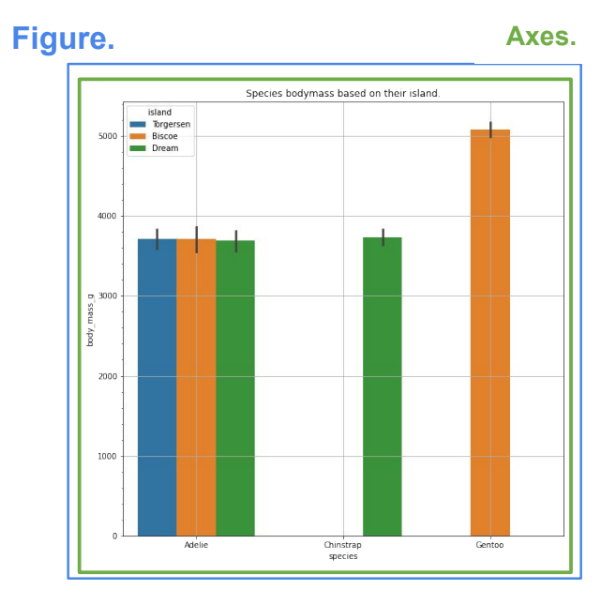 Figure.
Axes.
Species bodymass based on their island.
island
Torgersen
Biscoe
Dream
5000
4000
3000
2000
1000
0
body_mass_g
Adelie
Chinstrap
Gentoo
species